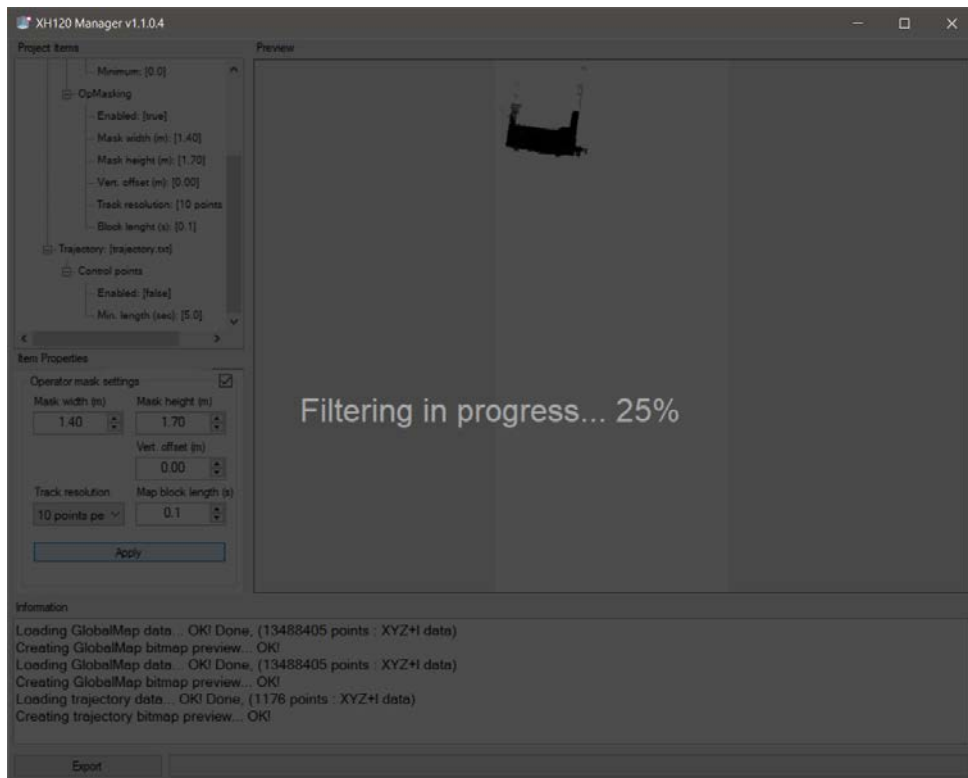 XH120 Manager v1.1.0.4
Project Items
Minimum: [0.0]
OpMasking
Enabled: [true]
Mask width (m): [1.40]
Mask height (m): [1.70]
Vert. offset (m): [0.00]
Track resolution: [10 points
Block lenght (s): [0.1]
Trajectory: [trajectory.txt]
Control points
Enabled: [false]
Min. length (sec): [5.0]
Item Properties
Operator mask settings
Mask width (m) Mask height (m)
1.40 1.70
Vert. offset (m)
0.00
Track resolution Map block length (s)
10 points pe 0.1
Apply
Preview
Filtering in progress... 25%
Information
Loading GlobalMap data... OK! Done, (13488405 points : XYZ+I data)
Creating GlobalMap bitmap preview... OK!
Loading GlobalMap data... OK! Done, (13488405 points : XYZ+I data)
Creating GlobalMap bitmap preview... OK!
Loading trajectory data... OK! Done, (1176 points : XYZ+I data)
Creating trajectory bitmap preview... OK!
Export